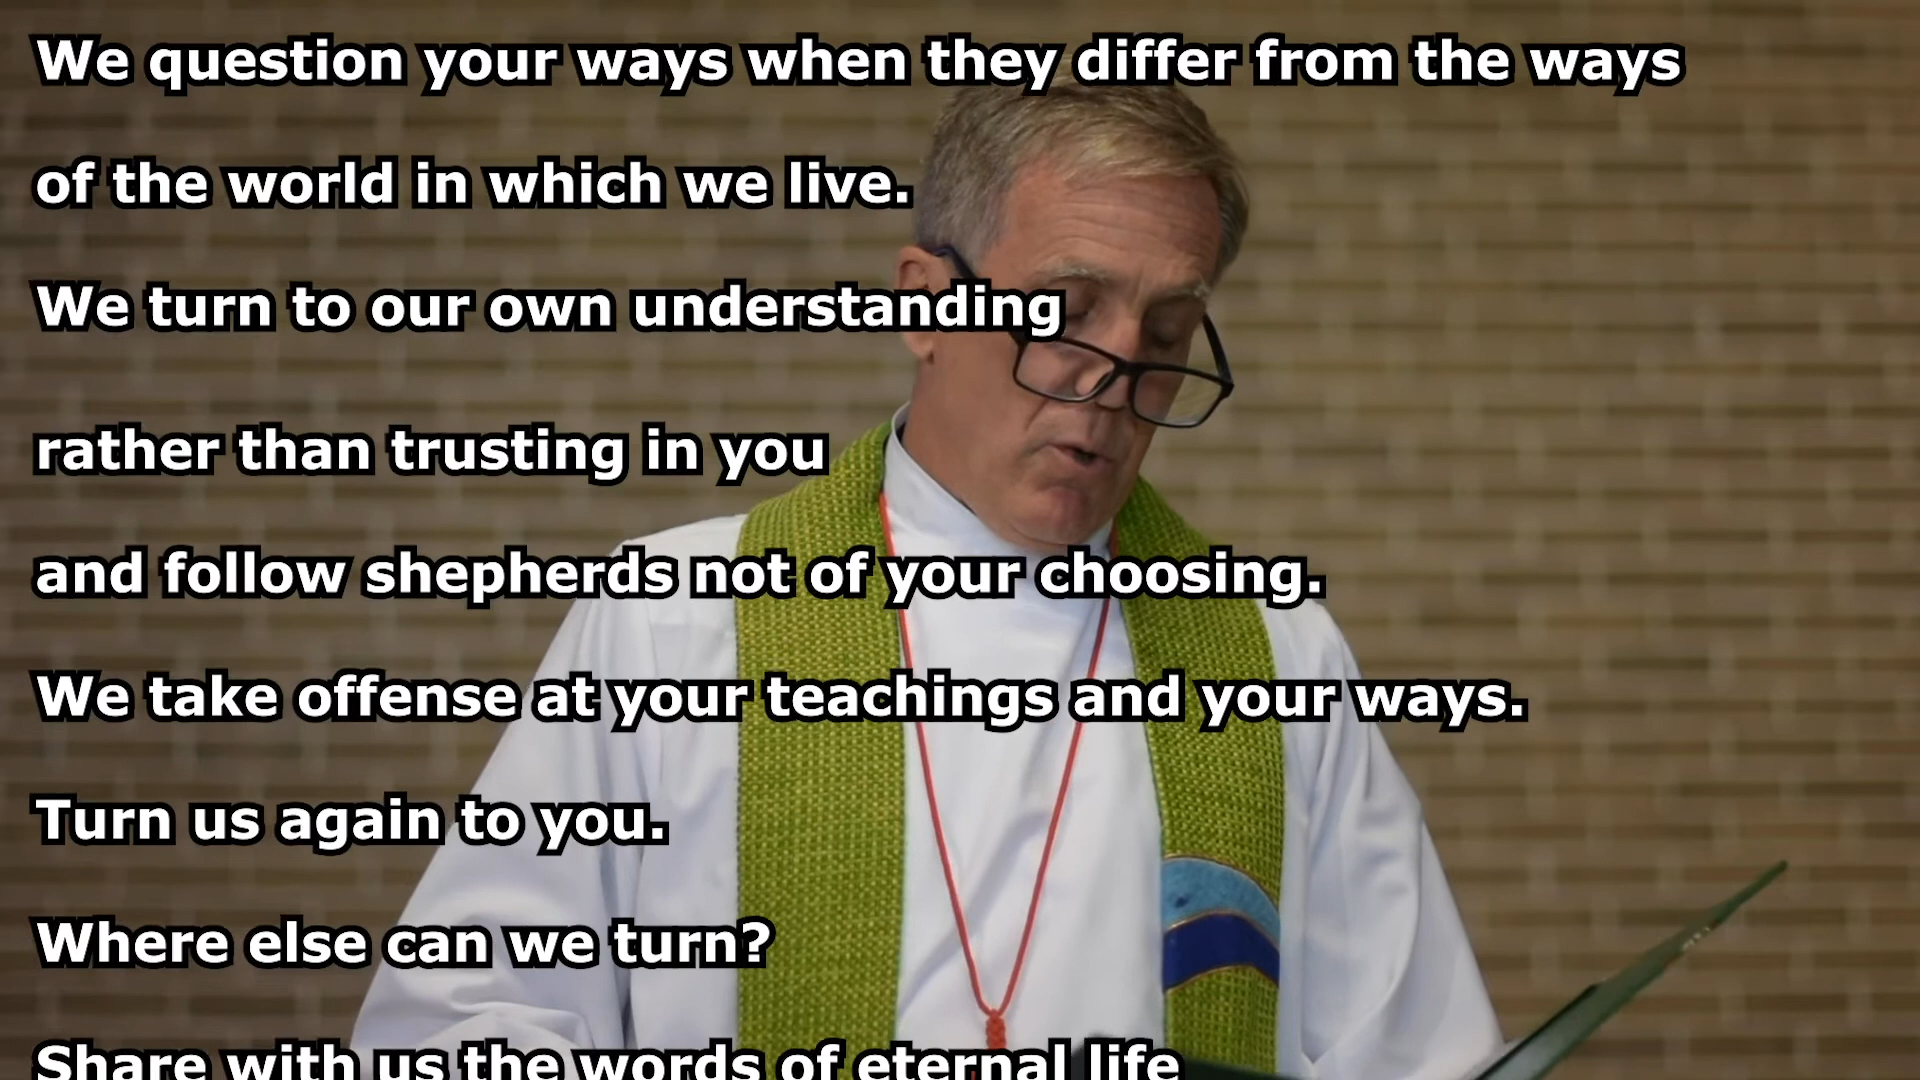 We question your ways when they differ from the ways
of the world in which we live.
We turn to our own understanding
rather than trusting in you
and follow shepherds not of your choosing.
We take offense at your teachings and your ways.
Turn us again to you.
Where else can we turn?
Share with us the words of eternal life